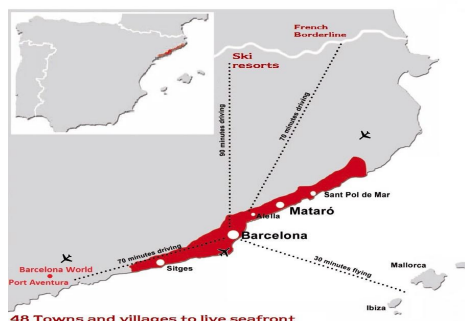 French
Borderline
Ski
resorts
90 minutes driving
70 minutes driving
Sant Pol de Mar
Alella
Mataró
Barcelona
70 minutes driving
Barcelona World
Port Aventura
Sitges
30 minutes flying
Mallorca
Ibiza
48 Towns and villages to live seafront